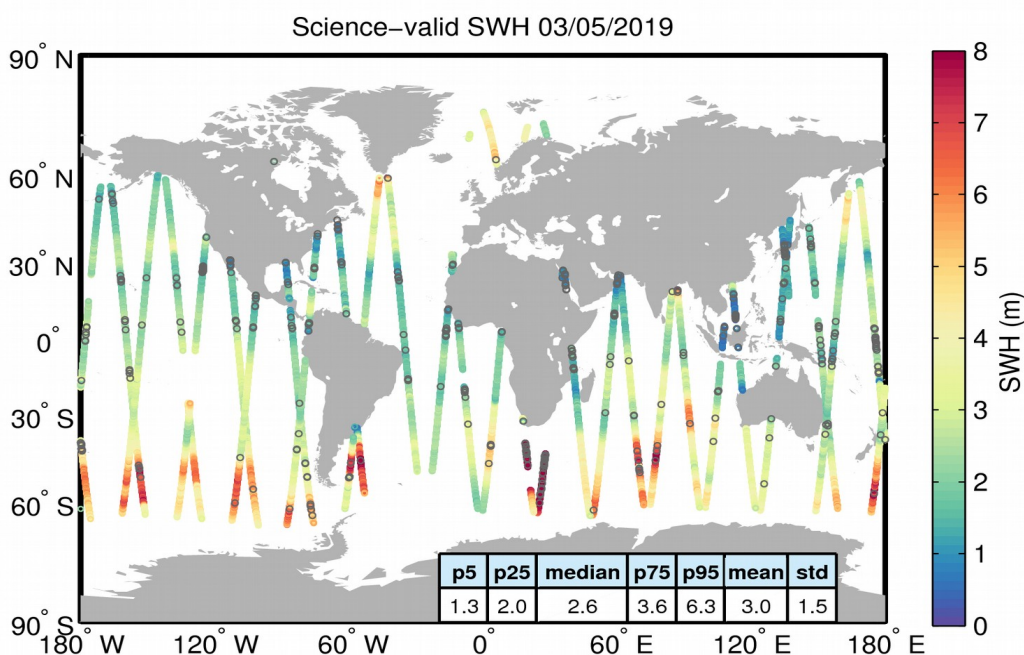 Science−valid SWH 03/05/2019
90° N
60° N
30° N
0°
30° S
60° S
90° S
180° W
120° W
60° W
0°
60° E
120° E
180° E
p5 p25 median p75 p95 mean std
1.3 2.0 2.6 3.6 6.3 3.0 1.5
8
7
6
5
4
3
2
1
0
SWH (m)